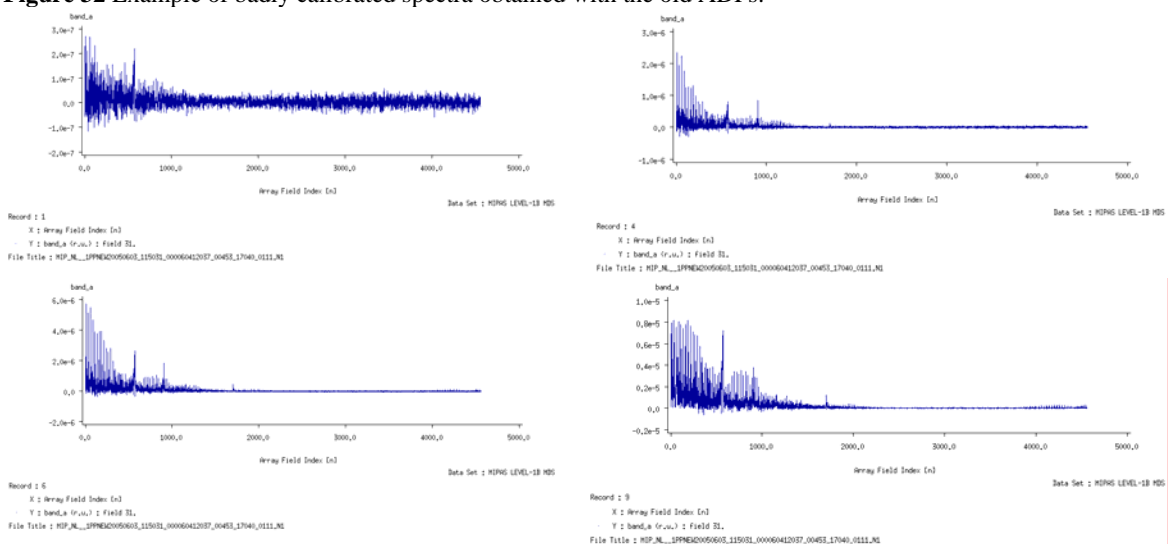 Figure 32 Example of badly calibrated spectra obtained with the old ADFs.
band_a
3,0e-7
2,0e-7
1,0e-7
0,0
-1,0e-7
-2,0e-7
0,0 1000,0 2000,0 3000,0 4000,0 5000,0
Array Field Index [n]
Data Set : MIPAS LEVEL-1B MDS
Record : 1
X : Array Field Index [n]
Y : band_a (r.u.) : Field 31.
File Title : MIP_NL__1PPNEW20050603_115031_000060412037_00453_17040_0111.N1
band_a
3,0e-6
2,0e-6
1,0e-6
0,0
-1,0e-6
0,0 1000,0 2000,0 3000,0 4000,0 5000,0
Array Field Index [n]
Data Set : MIPAS LEVEL-1B MDS
Record : 4
X : Array Field Index [n]
Y : band_a (r.u.) : Field 31.
File Title : MIP_NL__1PPNEW20050603_115031_000060412037_00453_17040_0111.N1
band_a
6,0e-6
4,0e-6
2,0e-6
0,0
-2,0e-6
0,0 1000,0 2000,0 3000,0 4000,0 5000,0
Array Field Index [n]
Data Set : MIPAS LEVEL-1B MDS
Record : 6
X : Array Field Index [n]
Y : band_a (r.u.) : Field 31.
File Title : MIP_NL__1PPNEW20050603_115031_000060412037_00453_17040_0111.N1
band_a
1,0e-5
0,8e-5
0,6e-5
0,4e-5
0,2e-5
0,0
-0,2e-5
0,0 1000,0 2000,0 3000,0 4000,0 5000,0
Array Field Index [n]
Data Set : MIPAS LEVEL-1B MDS
Record : 9
X : Array Field Index [n]
Y : band_a (r.u.) : Field 31.
File Title : MIP_NL__1PPNEW20050603_115031_000060412037_00453_17040_0111.N1